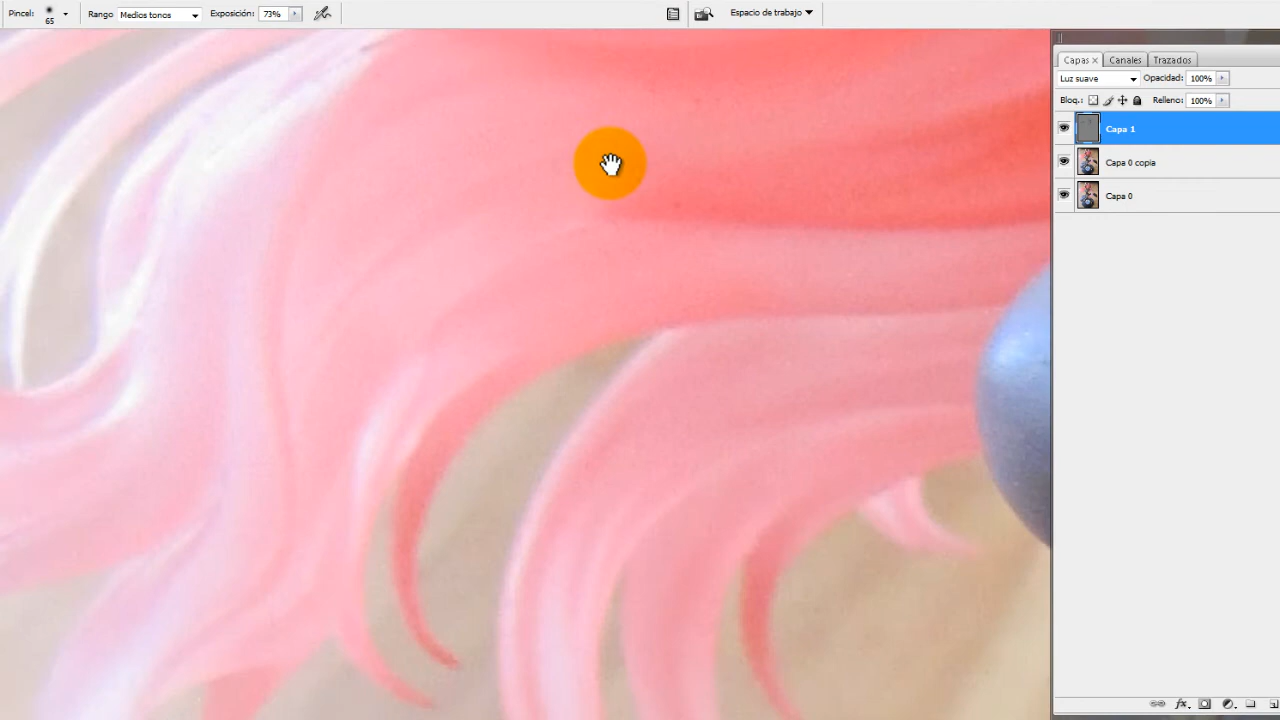 Pincel: 65 Rango Medios tonos Exposición: 73% Espacio de trabajo
Capas Canales Trazados
Luz suave Opacidad: 100%
Bloq.: Relleno: 100%
Capa 1
Capa 0 copia
Capa 0
fx